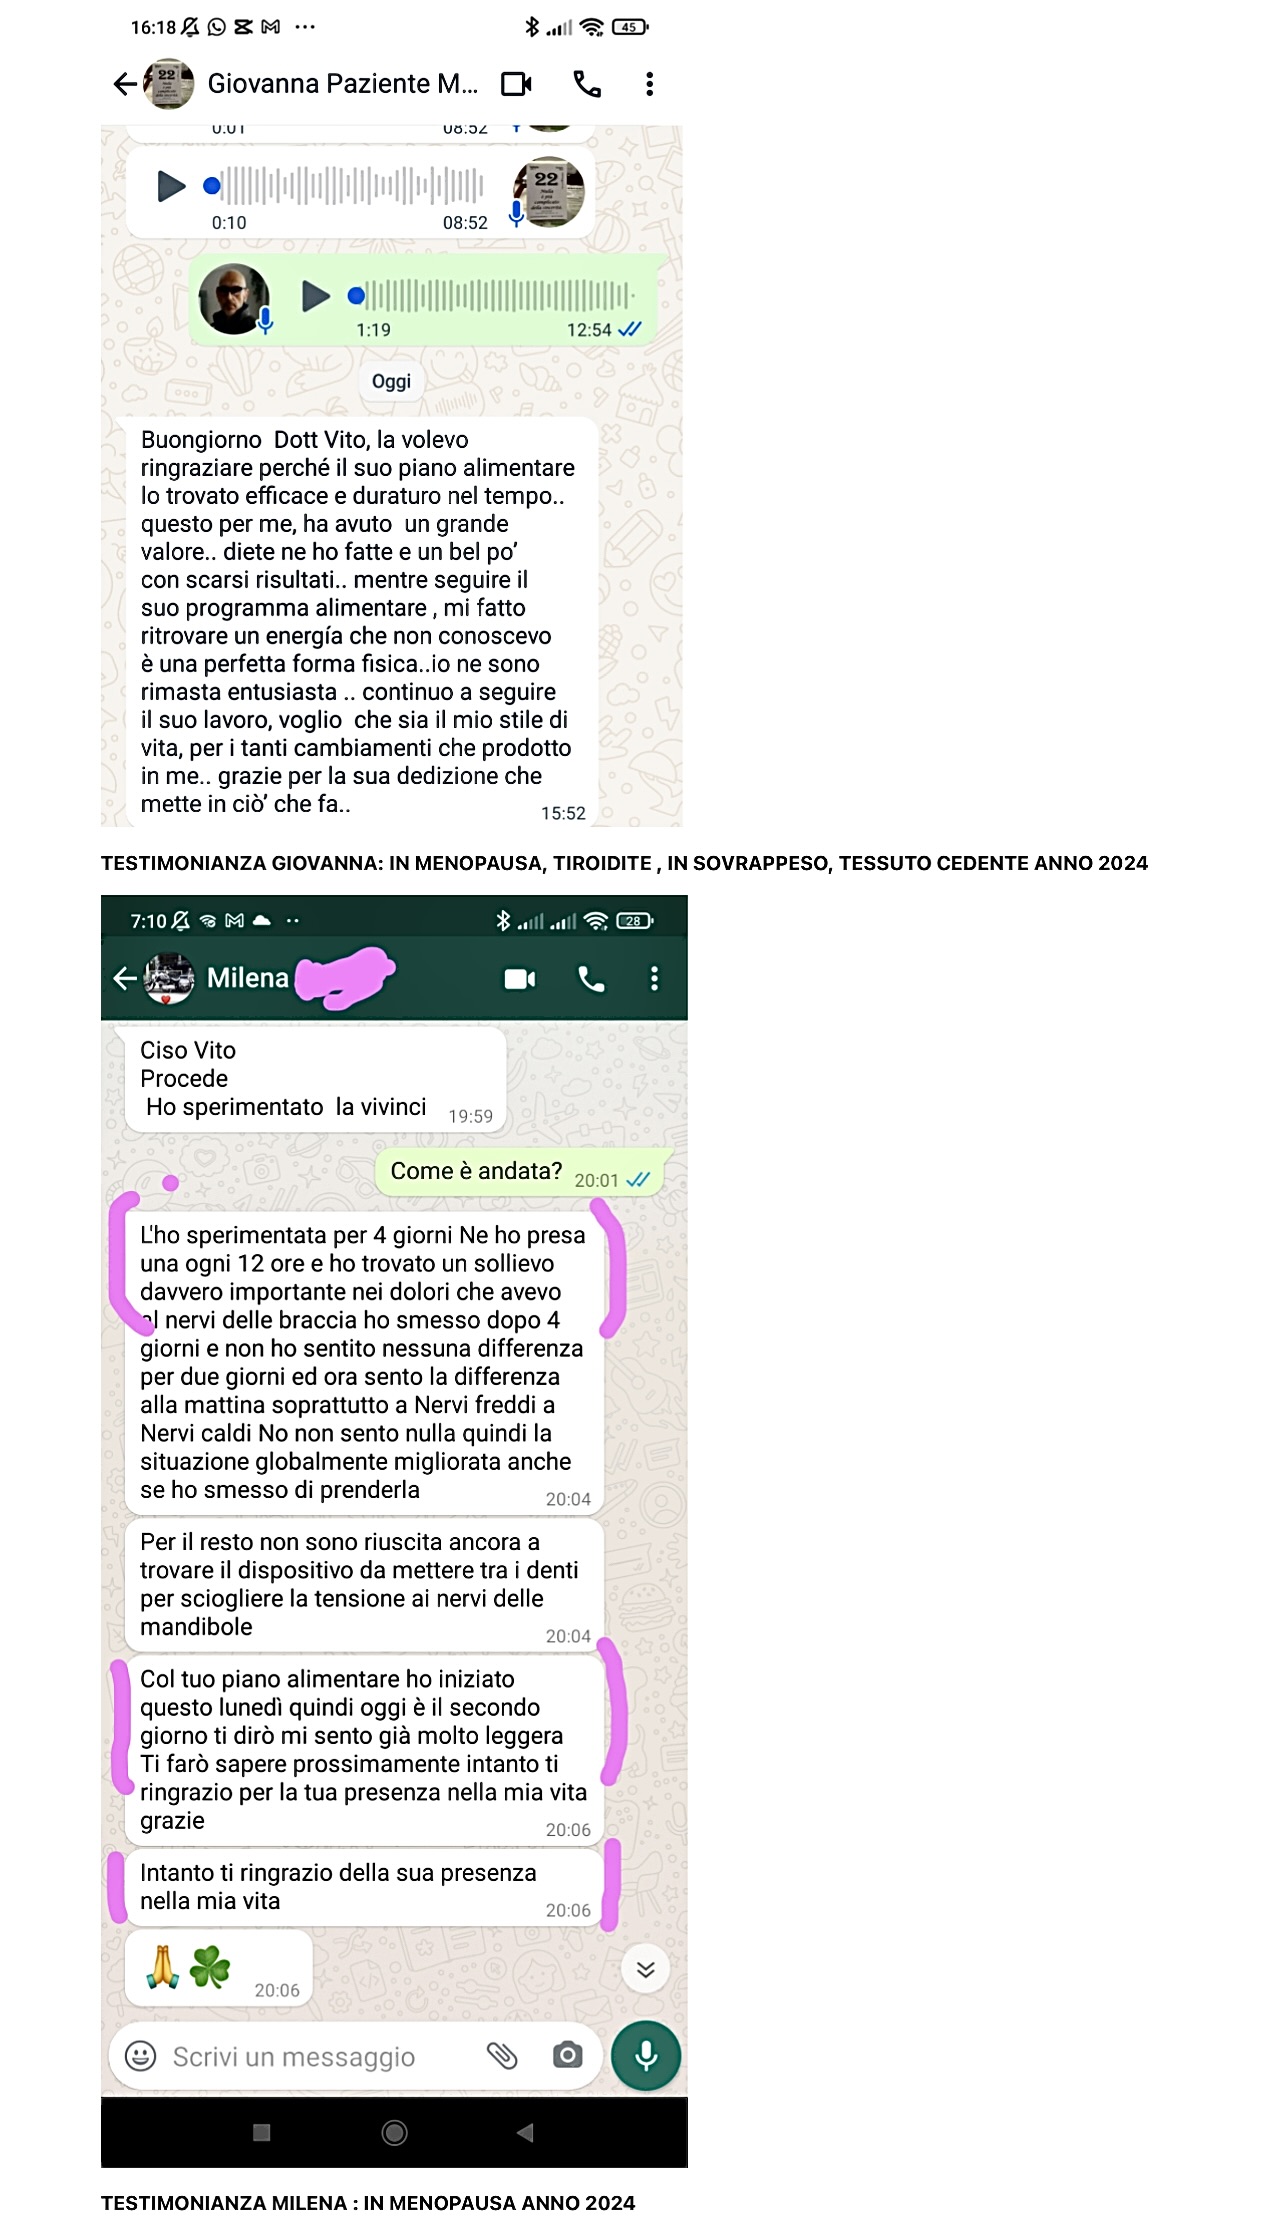 16:18
45
Giovanna Paziente M...
0:01 08:52
22
0:10 08:52
1:19 12:54
Oggi
Buongiorno Dott Vito, la volevo
ringraziare perché il suo piano alimentare
lo trovato efficace e duraturo nel tempo..
questo per me, ha avuto un grande
valore.. diete ne ho fatte e un bel po'
con scarsi risultati.. mentre seguire il
suo programma alimentare , mi fatto
ritrovare un energía che non conoscevo
è una perfetta forma fisica..io ne sono
rimasta entusiasta .. continuo a seguire
il suo lavoro, voglio che sia il mio stile di
vita, per i tanti cambiamenti che prodotto
in me.. grazie per la sua dedizione che
mette in ciò' che fa..
15:52
TESTIMONIANZA GIOVANNA: IN MENOPAUSA, TIROIDITE , IN SOVRAPPESO, TESSUTO CEDENTE ANNO 2024
7:10
28
Milena
Ciso Vito
Procede
Ho sperimentato la vivinci
19:59
Come è andata? 20:01
L'ho sperimentata per 4 giorni Ne ho presa
una ogni 12 ore e ho trovato un sollievo
davvero importante nei dolori che avevo
nervi delle braccia ho smesso dopo 4
giorni e non ho sentito nessuna differenza
per due giorni ed ora sento la differenza
alla mattina soprattutto a Nervi freddi a
Nervi caldi No non sento nulla quindi la
situazione globalmente migliorata anche
se ho smesso di prenderla
20:04
Per il resto non sono riuscita ancora a
trovare il dispositivo da mettere tra i denti
per sciogliere la tensione ai nervi delle
mandibole
20:04
Col tuo piano alimentare ho iniziato
questo lunedì quindi oggi è il secondo
giorno ti dirò mi sento già molto leggera
Ti farò sapere prossimamente intanto ti
ringrazio per la tua presenza nella mia vita
grazie
20:06
Intanto ti ringrazio della sua presenza
nella mia vita
20:06
20:06
Scrivi un messaggio
TESTIMONIANZA MILENA : IN MENOPAUSA ANNO 2024